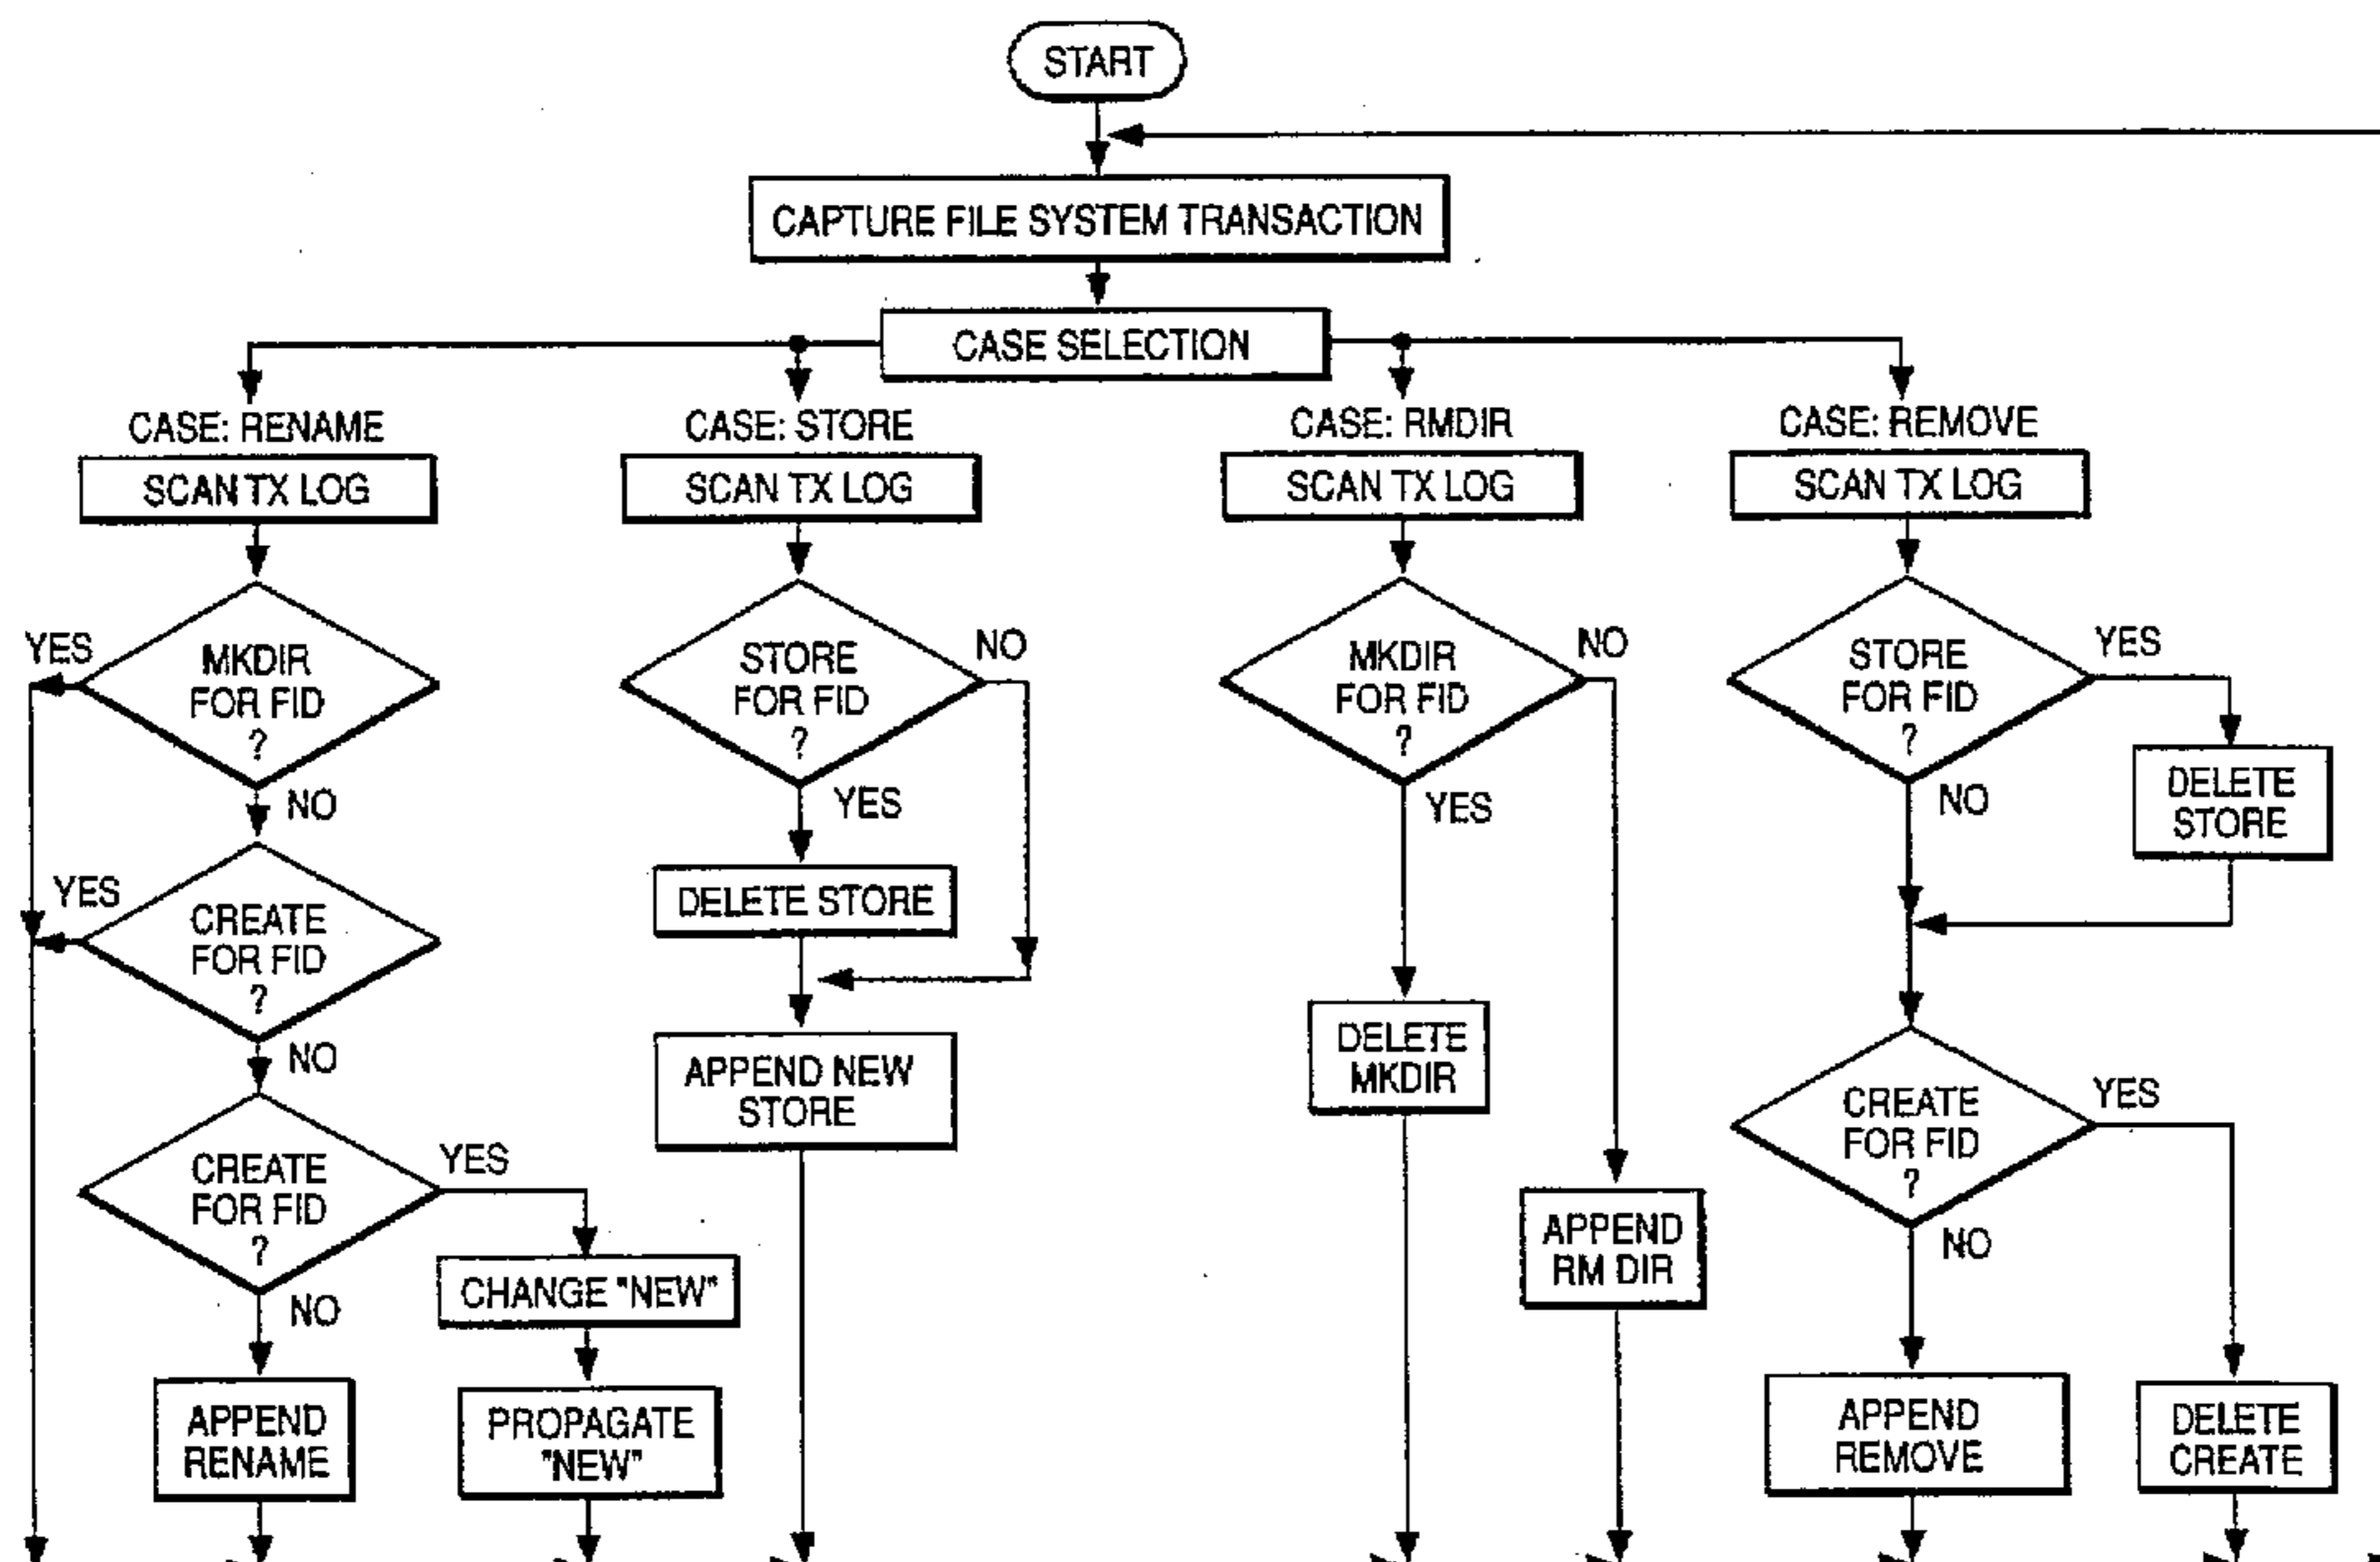 START
CAPTURE FILE SYSTEM TRANSACTION
CASE SELECTION
CASE: RENAME
SCAN TX LOG
YES
MKDIR
FOR FID
?
NO
YES
CREATE
FOR FID
?
NO
CREATE
FOR FID
?
YES
NO
CHANGE "NEW"
APPEND
RENAME
PROPAGATE
"NEW"
CASE: STORE
SCAN TX LOG
STORE
FOR FID
?
NO
YES
DELETE STORE
APPEND NEW
STORE
CASE: RMDIR
SCAN TX LOG
MKDIR
FOR FID
?
NO
YES
DELETE
MKDIR
APPEND
RM DIR
CASE: REMOVE
SCAN TX LOG
STORE
FOR FID
?
YES
NO
DELETE
STORE
CREATE
FOR FID
?
YES
NO
APPEND
REMOVE
DELETE
CREATE